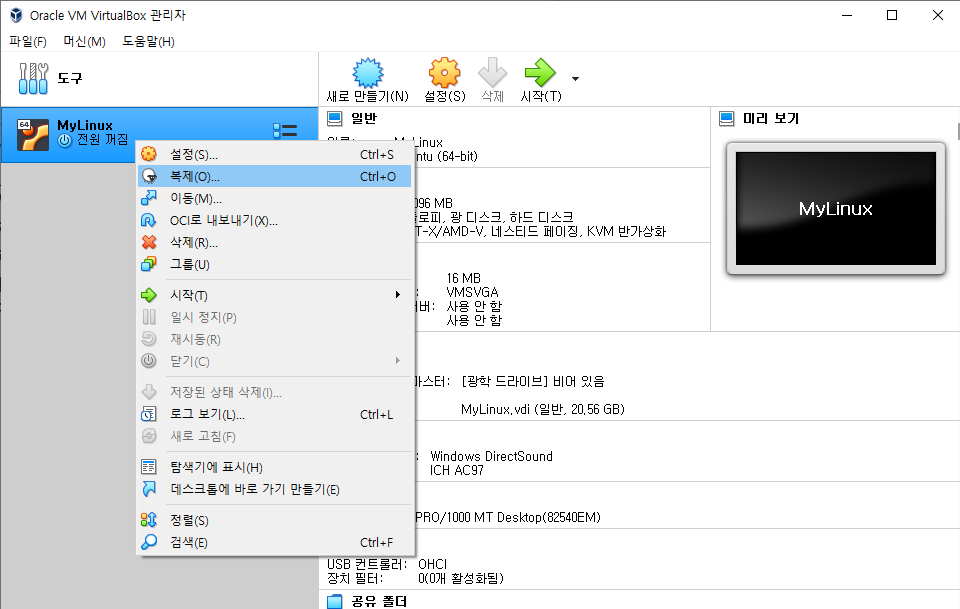 Oracle VM VirtualBox 관리자
파일(F) 머신(M) 도움말(H)
도구
새로 만들기(N) 설정(S) 삭제 시작(T)
64
MyLinux
전원 꺼짐
설정(S)... Ctrl+S
복제(O)... Ctrl+O
이동(M)...
OCI로 내보내기(X)...
삭제(R)...
그룹(U)
시작(T)
일시 정지(P)
재시동(R)
닫기(C)
저장된 상태 삭제(I)...
로그 보기(L)... Ctrl+L
새로 고침(F)
탐색기에 표시(H)
데스크톱에 바로 가기 만들기(E)
정렬(S)
검색(E) Ctrl+F
일반
MyLinux
ntu (64-bit)
096 MB
로피, 광 디스크, 하드 디스크
T-X/AMD-V, 네스티드 페이징, KVM 반가상화
16 MB
VMSVGA
버: 사용 안 함
사용 안 함
마스터: [광학 드라이브] 비어 있음
MyLinux.vdi (일반, 20,56 GB)
Windows DirectSound
ICH AC97
PRO/1000 MT Desktop(82540EM)
USB 컨트롤러: OHCI
장치 필터: 0(0개 활성화됨)
공유 폴더
미리 보기
MyLinux